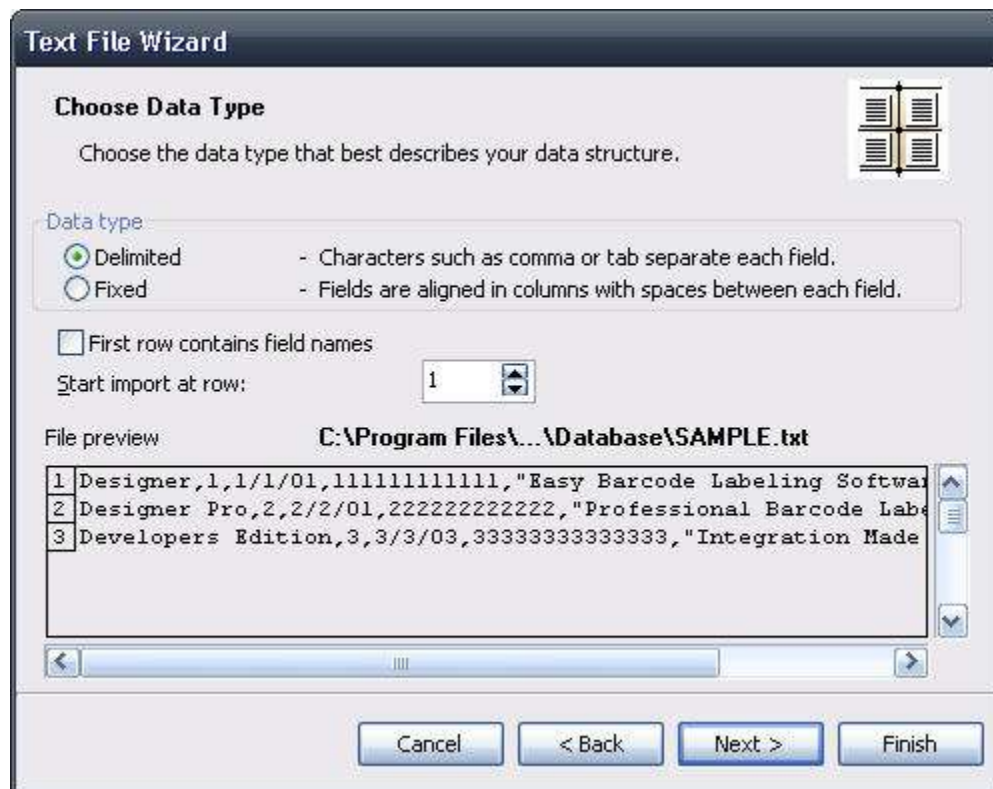 Text File Wizard
Choose Data Type
Choose the data type that best describes your data structure.
Data type
Delimited - Characters such as comma or tab separate each field.
Fixed - Fields are aligned in columns with spaces between each field.
First row contains field names
Start import at row: 1
File preview C:\Program Files\...\Database\SAMPLE.txt
1 Designer,1,1/1/01,111111111111,"Easy Barcode Labeling Softwar
2 Designer Pro,2,2/2/01,222222222222,"Professional Barcode Labe
3 Developers Edition,3,3/3/03,33333333333333,"Integration Made
Cancel < Back Next > Finish